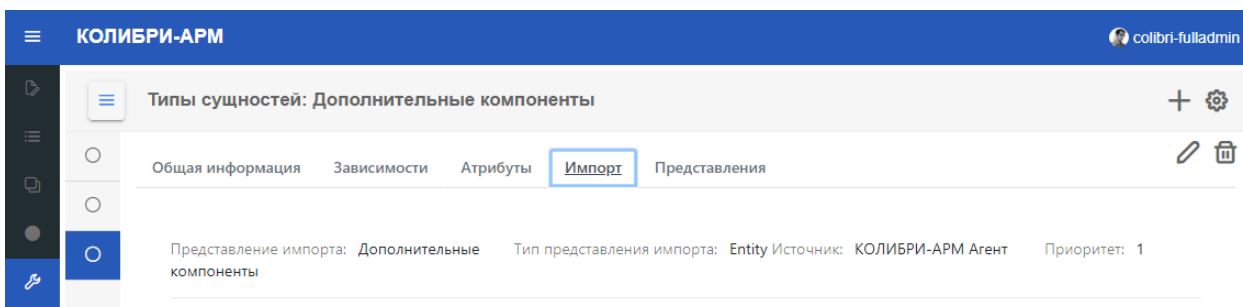 КОЛИБРИ-АРМ colibri-fulladmin
Типы сущностей: Дополнительные компоненты
Общая информация Зависимости Атрибуты Импорт Представления
Представление импорта: Дополнительные Тип представления импорта: Entity Источник: КОЛИБРИ-АРМ Агент Приоритет: 1
компоненты